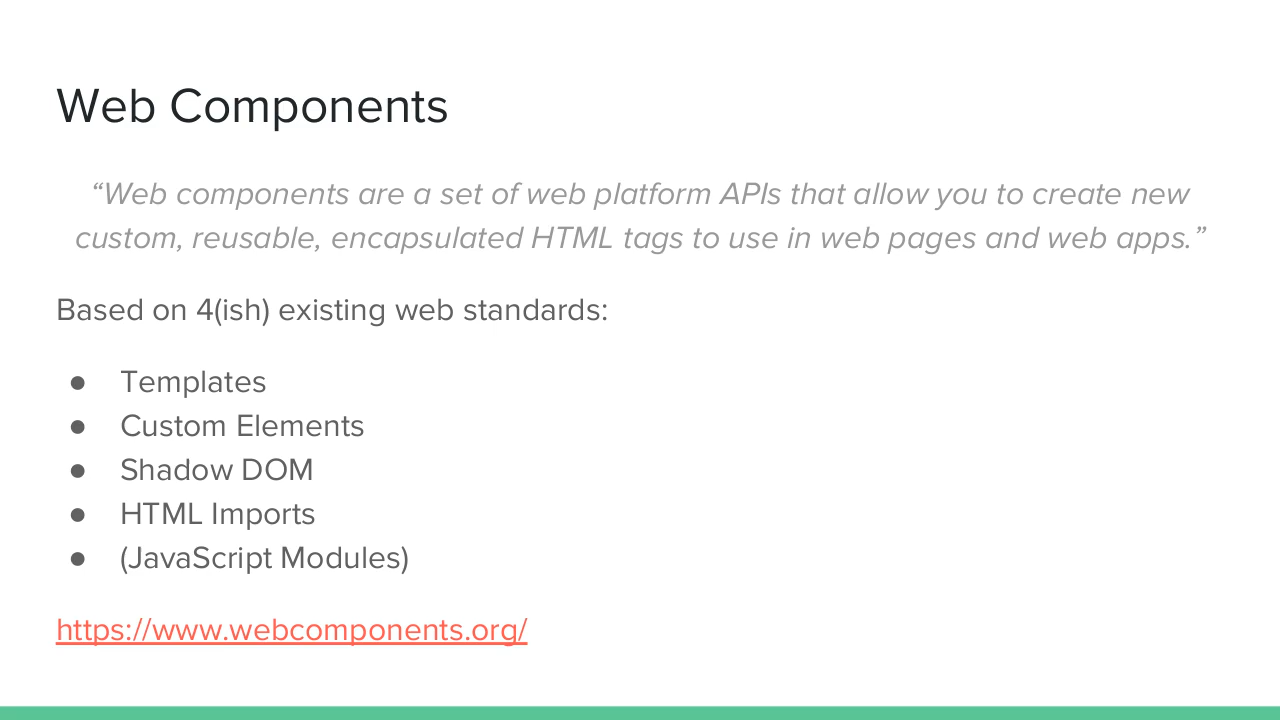 Web Components
“Web components are a set of web platform APIs that allow you to create new
custom, reusable, encapsulated HTML tags to use in web pages and web apps.”
Based on 4(ish) existing web standards:
● Templates
● Custom Elements
● Shadow DOM
● HTML Imports
● (JavaScript Modules)
https://www.webcomponents.org/